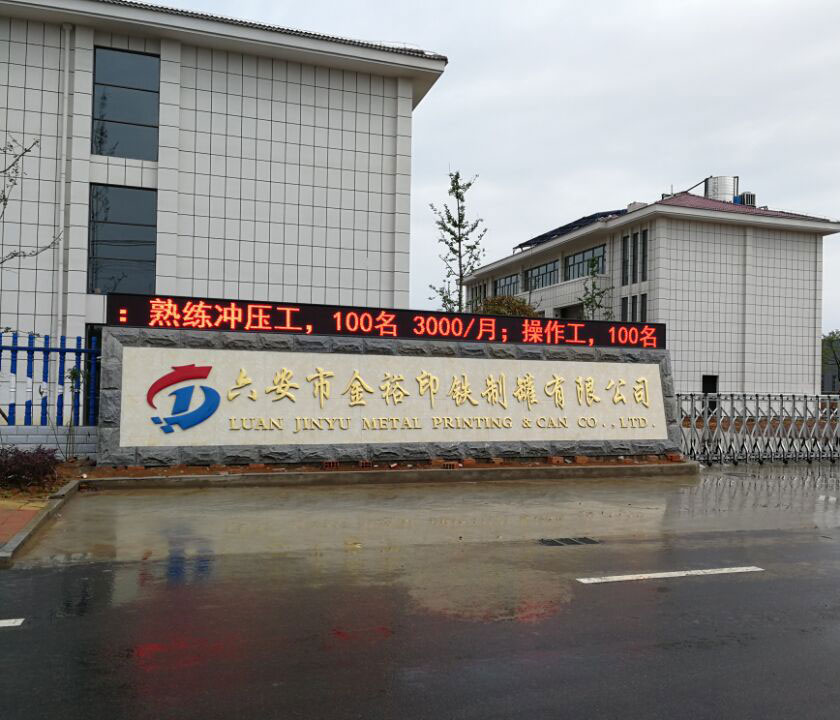 ：熟练冲压工，100名 3000/月；操作工，100名
六安市金裕印铁制罐有限公司
LUAN JINYU METAL PRINTING & CAN CO., LTD.